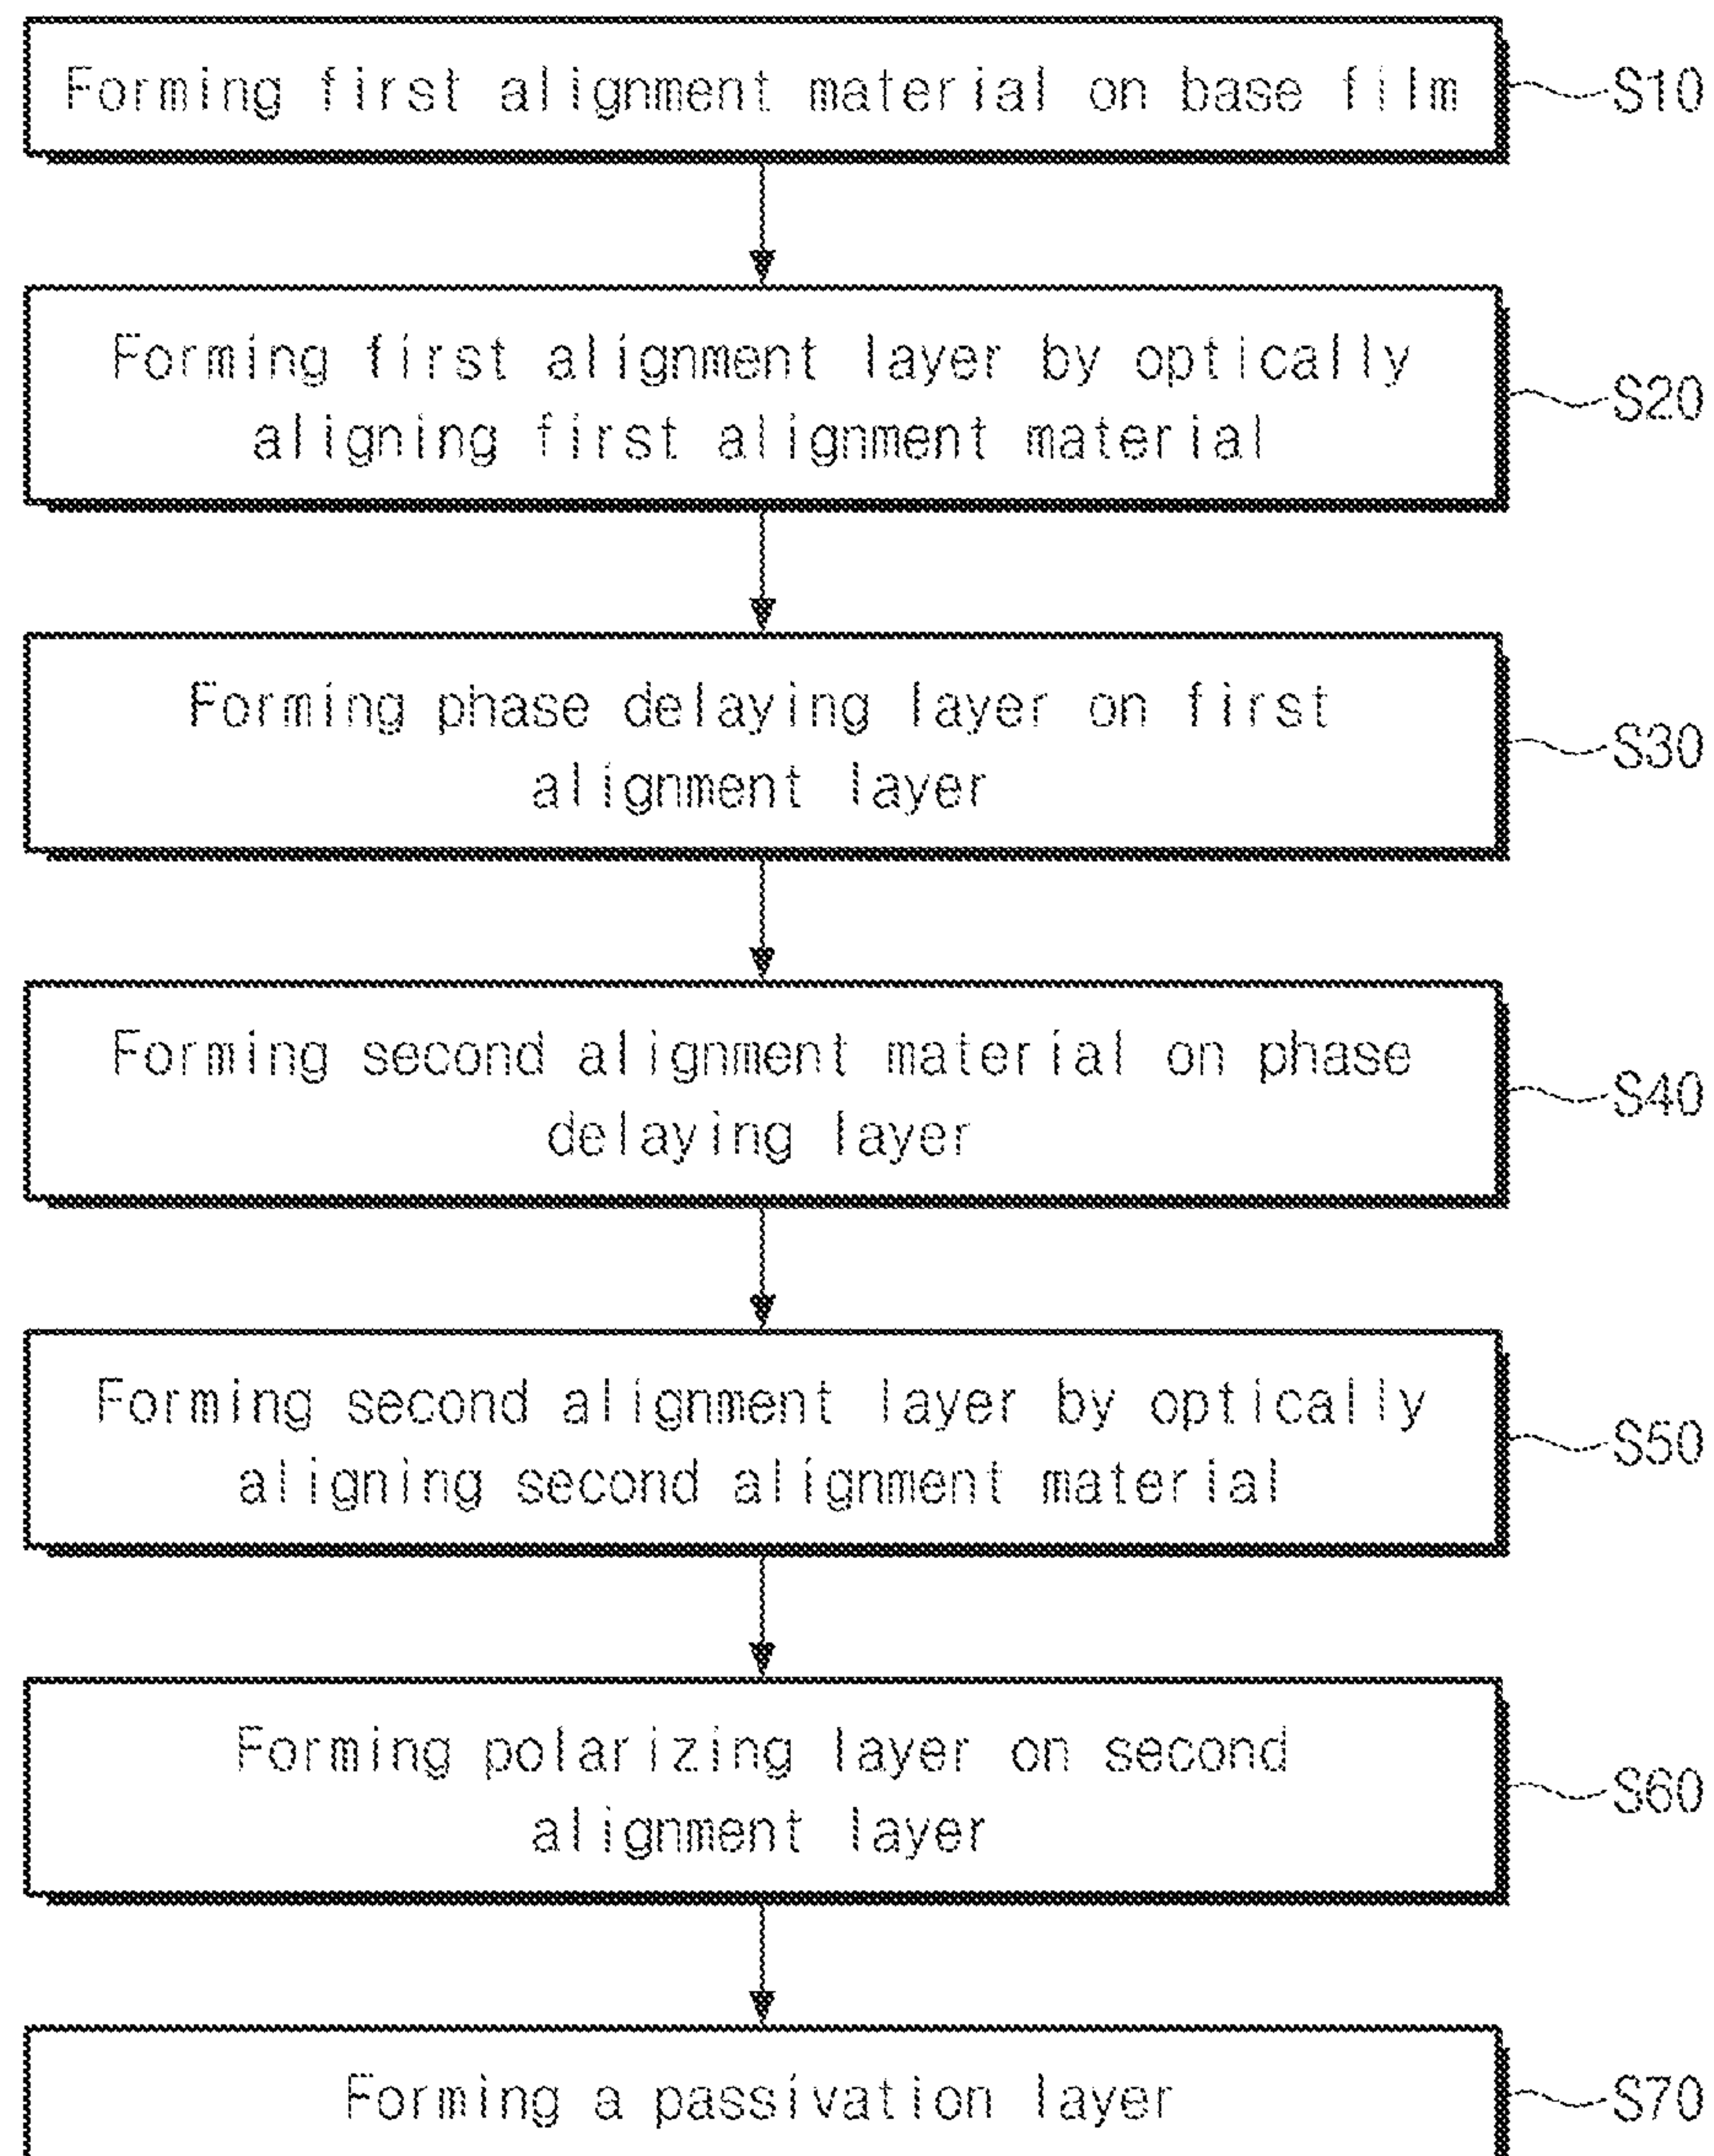 Forming first alignment material on base film
S10
Forming first alignment layer by optically
aligning first alignment material
S20
Forming phase delaying layer on first
alignment layer
S30
Forming second alignment material on phase
delaying layer
S40
Forming second alignment layer by optically
aligning second alignment material
S50
Forming polarizing layer on second
alignment layer
S60
Forming a passivation layer
S70